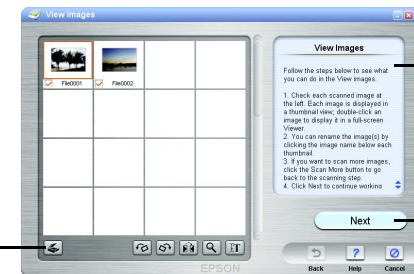 View Images
File0001
File0002
EPSON
View Images
Follow the steps below to see what
you can do in the View images.
1. Check each scanned image at
the left. Each image is displayed in
a thumbnail view; double-click an
image to display it in a full-screen
Viewer.
2. You can rename the image(s) by
clicking the image name below each
thumbnail.
3. If you want to scan more images,
click the Scan More button to go
back to the scanning step.
4. Click Next to continue working
Next
Back
Help
Cancel